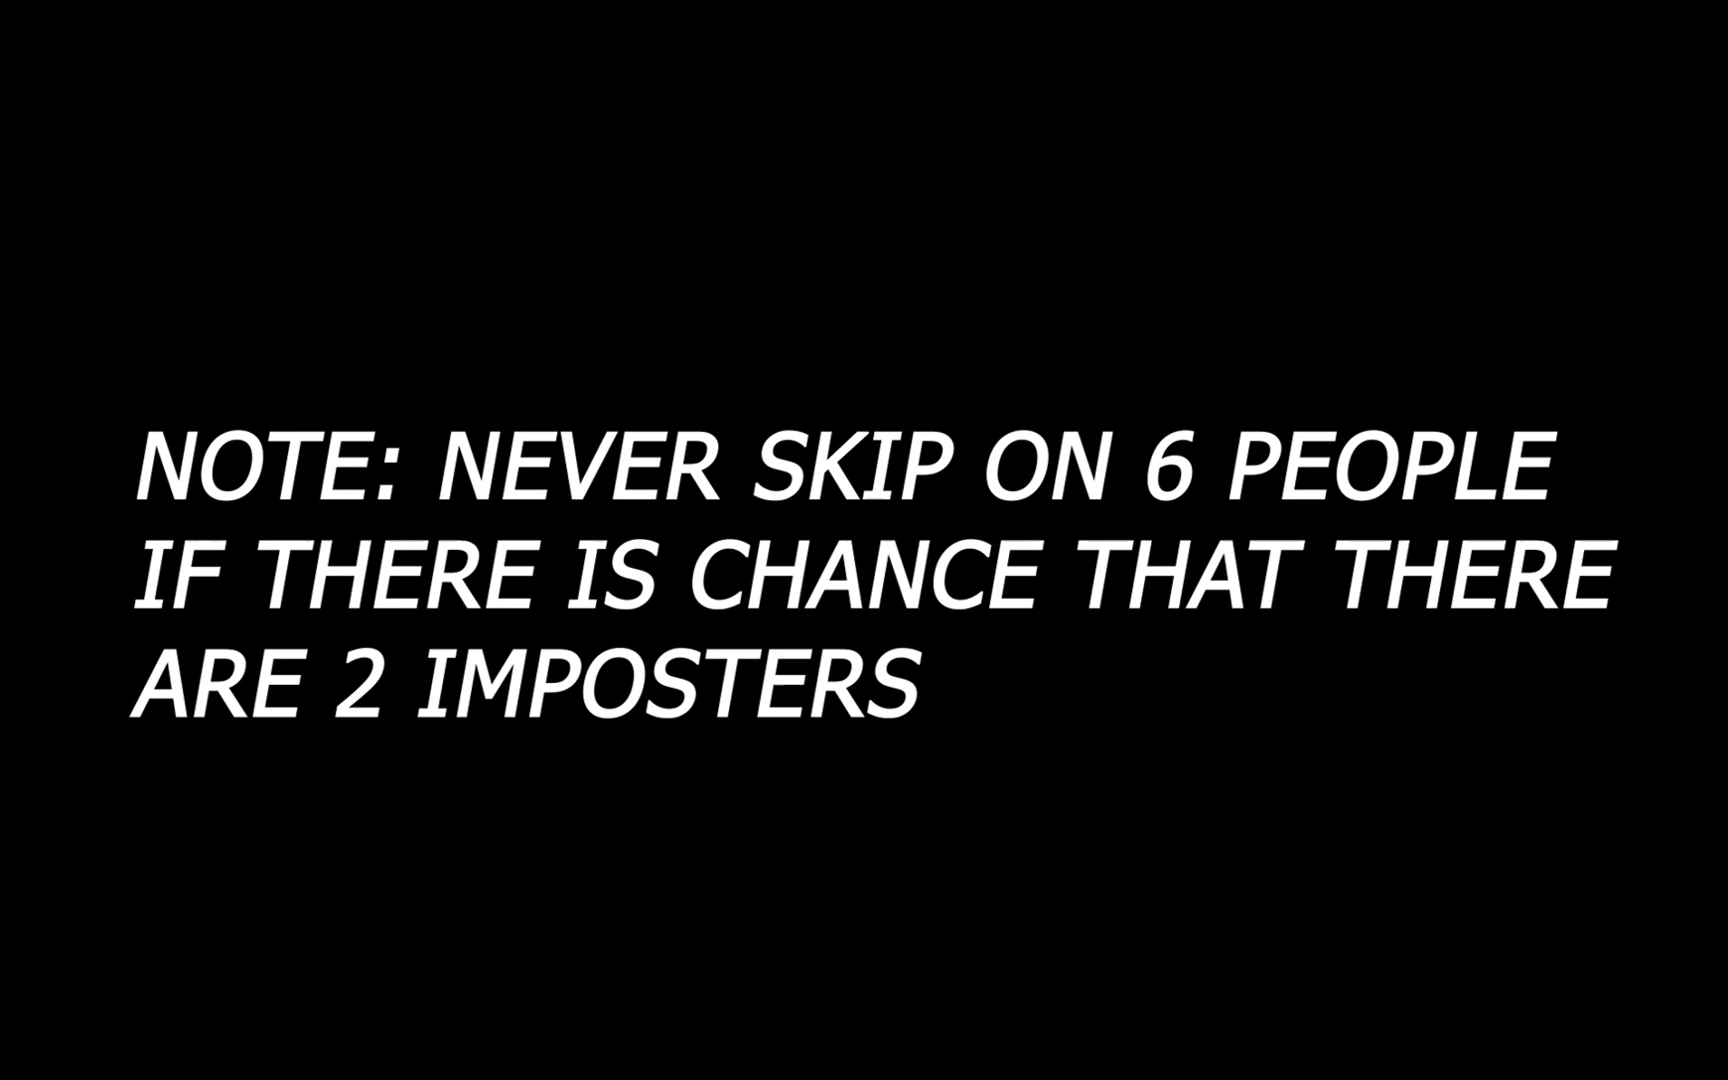 NOTE: NEVER SKIP ON 6 PEOPLE
IF THERE IS CHANCE THAT THERE
ARE 2 IMPOSTERS